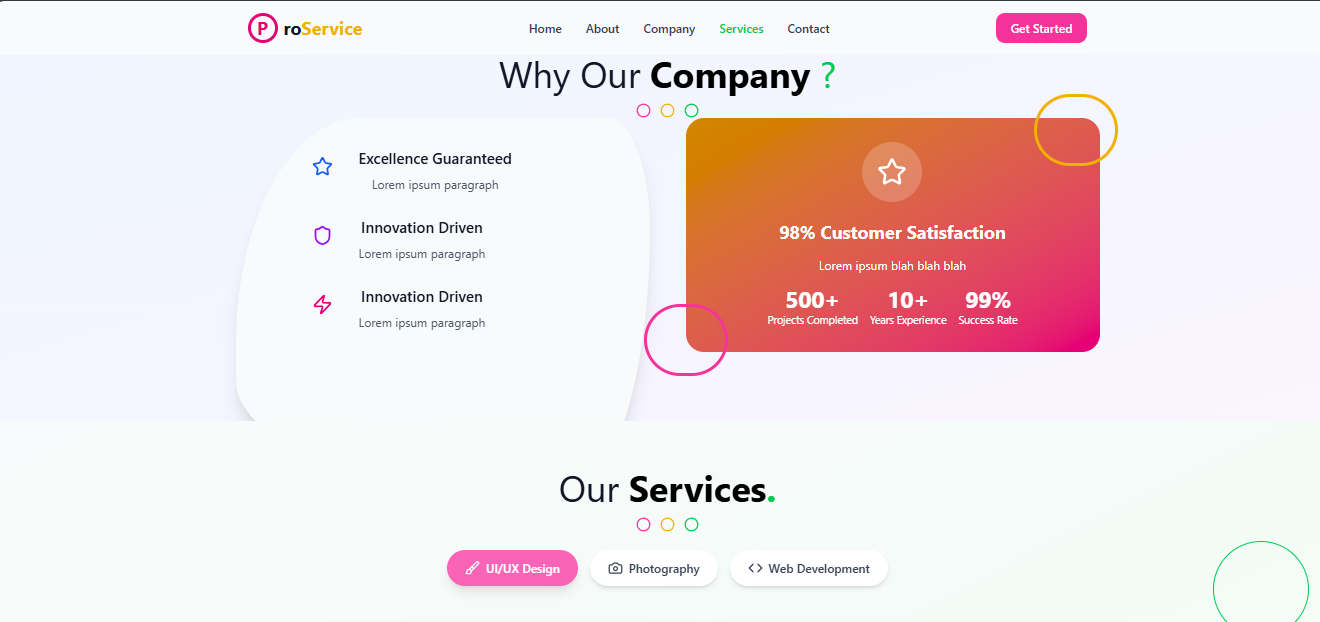 ProService
Home About Company Services Contact
Get Started
Why Our Company ?
Excellence Guaranteed
Lorem ipsum paragraph
Innovation Driven
Lorem ipsum paragraph
Innovation Driven
Lorem ipsum paragraph
98% Customer Satisfaction
Lorem ipsum blah blah blah
500+ 10+ 99%
Projects Completed Years Experience Success Rate
Our Services.
UI/UX Design Photography Web Development